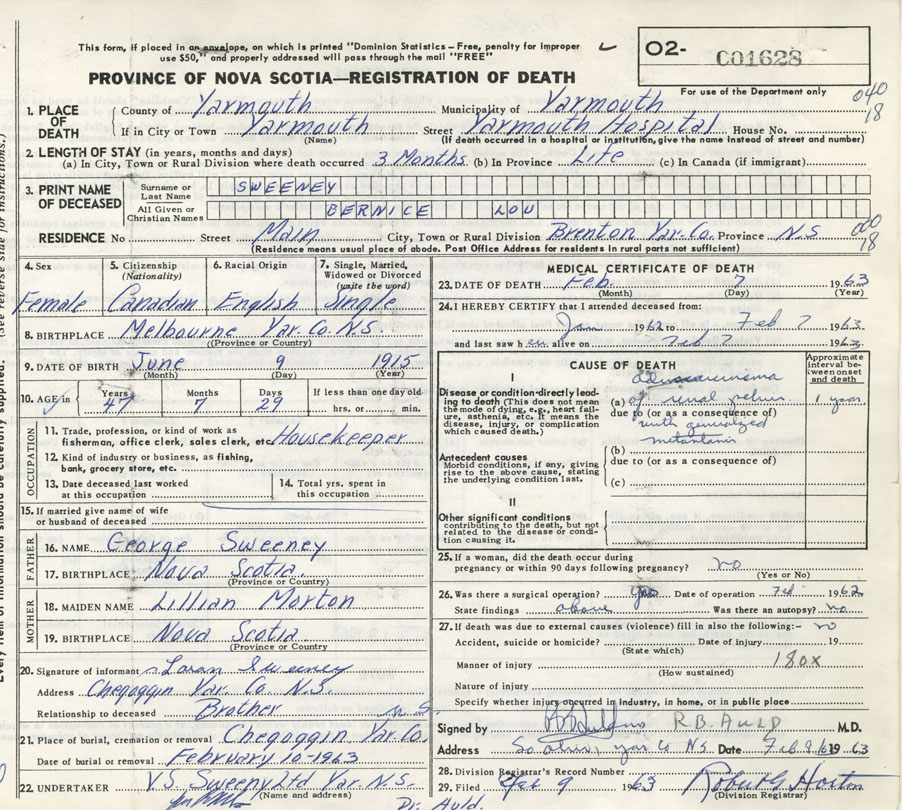 This form, if placed in an envelope, on which is printed "Dominion Statistics – Free, penalty for improper
use $50," and properly addressed will pass through the mail "FREE"
PROVINCE OF NOVA SCOTIA—REGISTRATION OF DEATH
O2- C01628
For use of the Department only
040
18
1. PLACE OF DEATH
County of Yarmouth Municipality of Yarmouth
If in City or Town Yarmouth Street Yarmouth Hospital House No.
(Name) (If death occurred in a hospital or institution, give the name instead of street and number)
2. LENGTH OF STAY (in years, months and days)
(a) In City, Town or Rural Division where death occurred 3 Months (b) In Province Life (c) In Canada (if immigrant)
3. PRINT NAME OF DECEASED
Surname or Last Name SWEENEY
All Given or Christian Names BERNICE LOU
RESIDENCE No Street Main City, Town or Rural Division Brenton Yar. Co. Province N.S
(Residence means usual place of abode. Post Office Address for residents in rural parts not sufficient)
18
4. Sex 5. Citizenship (Nationality) 6. Racial Origin 7. Single, Married, Widowed or Divorced (write the word)
Female Canadian English Single
8. BIRTHPLACE Melbourne Yar. Co. N.S.
(Province or Country)
9. DATE OF BIRTH June 9 1915
(Month) (Day) (Year)
10. AGE in Years Months Days If less than one day old
47 7 29 hrs. or min.
OCCUPATION
11. Trade, profession, or kind of work as
fisherman, office clerk, sales clerk, etc. Housekeeper
12. Kind of industry or business, as fishing,
bank, grocery store, etc.
13. Date deceased last worked at this occupation
14. Total yrs. spent in this occupation
15. If married give name of wife
or husband of deceased
FATHER
16. NAME George Sweeney
17. BIRTHPLACE Nova Scotia
(Province or Country)
MOTHER
18. MAIDEN NAME Lillian Morton
19. BIRTHPLACE Nova Scotia
(Province or Country)
20. Signature of informant Loran Sweeney
Address Chegoggin Yar. Co. N.S.
Relationship to deceased Brother
N.S.
21. Place of burial, cremation or removal Chegoggin Yar. Co.
Date of burial or removal February 10-1963
22. UNDERTAKER V.S. Sweeny Ltd Yar. N.S.
(Name and address)
Dr. Auld.
MEDICAL CERTIFICATE OF DEATH
23. DATE OF DEATH Feb. 7 1963
(Month) (Day) (Year)
24. I HEREBY CERTIFY that I attended deceased from:
Jan 1962 to Feb 7 1963.
and last saw her alive on Feb 7 1963.
CAUSE OF DEATH
Approximate interval between onset and death
I
Disease or condition directly leading to death (This does not mean the mode of dying, e.g., heart failure, asthenia, etc. It means the disease, injury, or complication which caused death.)
adenocarcinoma
(a) of renal pelvis 1 year
due to (or as a consequence of)
with generalized
metastasis
Antecedent causes
Morbid conditions, if any, giving rise to the above cause, stating the underlying condition last.
(b)
due to (or as a consequence of)
(c)
II
Other significant conditions
contributing to the death, but not related to the disease or condition causing it.
25. If a woman, did the death occur during
pregnancy or within 90 days following pregnancy? no
(Yes or No)
26. Was there a surgical operation? yes Date of operation Feb 1962
State findings above Was there an autopsy? no
27. If death was due to external causes (violence) fill in also the following:- no
Accident, suicide or homicide? Date of injury 19
(State which)
Manner of injury 180X
(How sustained)
Nature of injury
Specify whether injury occurred in industry, in home, or in public place
Signed by R.B. AULD M.D.
Address So. Ohio, Yar Co NS Date Feb 8 1963
28. Division Registrar's Record Number
29. Filed Feb 9 1963 Robert G Horton
(Division Registrar)
(See reverse side for instructions.)